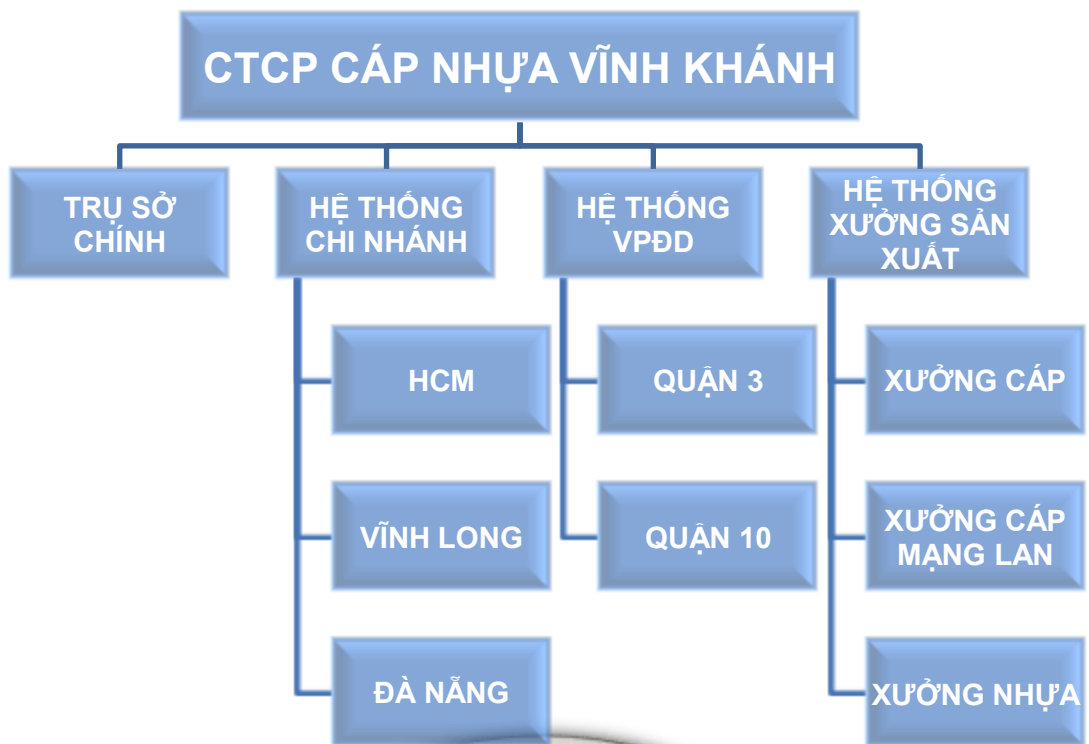 CTCP CÁP NHỰA VĨNH KHÁNH
TRỤ SỞ
CHÍNH
HỆ THỐNG
CHI NHÁNH
HỆ THỐNG
VPĐD
HỆ THỐNG
XƯỞNG SẢN
XUẤT
HCM
QUẬN 3
XƯỞNG CÁP
VĨNH LONG
QUẬN 10
XƯỞNG CÁP
MẠNG LAN
ĐÀ NẴNG
XƯỞNG NHỰA